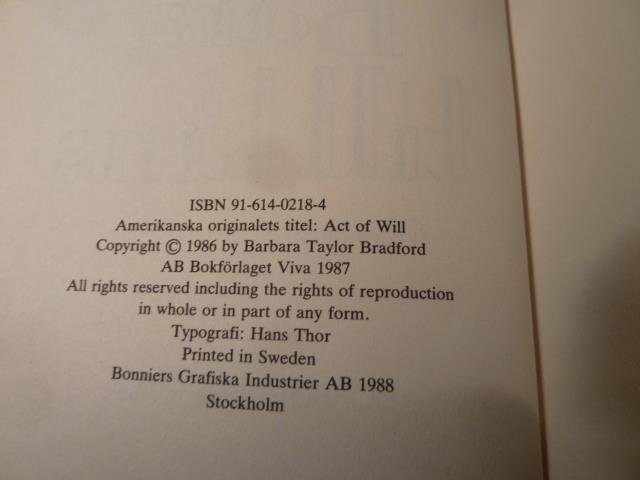 ISBN 91-614-0218-4
Amerikanska originalets titel: Act of Will
Copyright © 1986 by Barbara Taylor Bradford
AB Bokförlaget Viva 1987
All rights reserved including the rights of reproduction
in whole or in part of any form.
Typografi: Hans Thor
Printed in Sweden
Bonniers Grafiska Industrier AB 1988
Stockholm